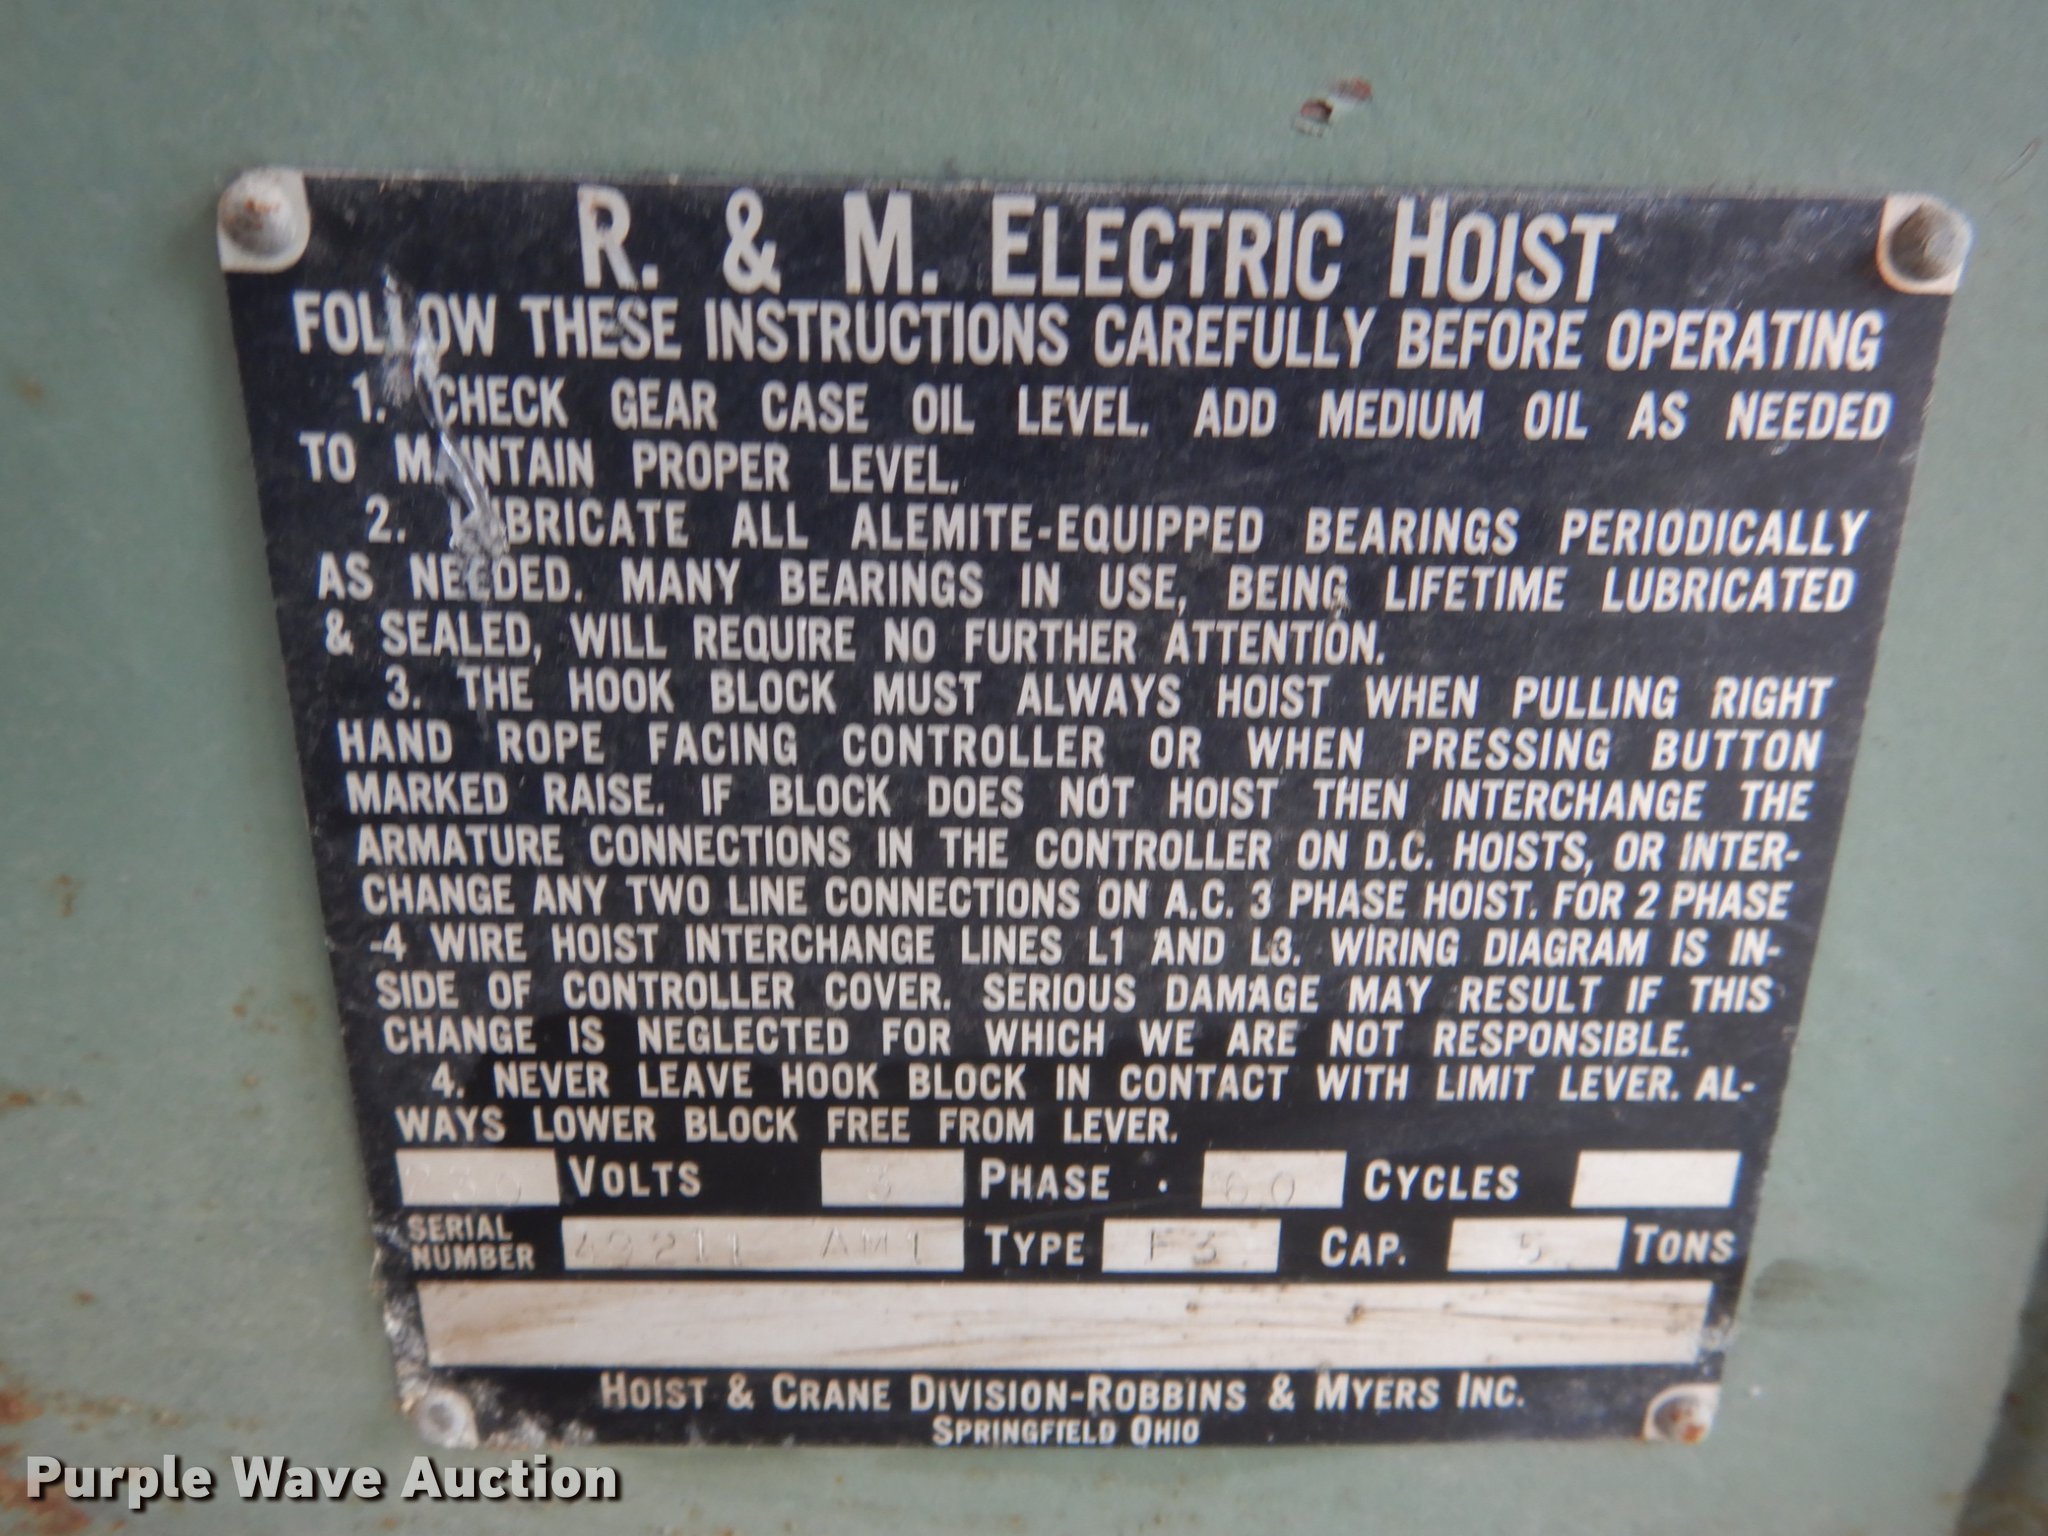 R. & M. ELECTRIC HOIST
FOLLOW THESE INSTRUCTIONS CAREFULLY BEFORE OPERATING
1. CHECK GEAR CASE OIL LEVEL. ADD MEDIUM OIL AS NEEDED
TO MAINTAIN PROPER LEVEL.
2. LUBRICATE ALL ALEMITE-EQUIPPED BEARINGS PERIODICALLY
AS NEEDED. MANY BEARINGS IN USE, BEING LIFETIME LUBRICATED
& SEALED, WILL REQUIRE NO FURTHER ATTENTION.
3. THE HOOK BLOCK MUST ALWAYS HOIST WHEN PULLING RIGHT
HAND ROPE FACING CONTROLLER OR WHEN PRESSING BUTTON
MARKED RAISE. IF BLOCK DOES NOT HOIST THEN INTERCHANGE THE
ARMATURE CONNECTIONS IN THE CONTROLLER ON D.C. HOISTS, OR INTER-
CHANGE ANY TWO LINE CONNECTIONS ON A.C. 3 PHASE HOIST. FOR 2 PHASE
-4 WIRE HOIST INTERCHANGE LINES L1 AND L3. WIRING DIAGRAM IS IN-
SIDE OF CONTROLLER COVER. SERIOUS DAMAGE MAY RESULT IF THIS
CHANGE IS NEGLECTED FOR WHICH WE ARE NOT RESPONSIBLE.
4. NEVER LEAVE HOOK BLOCK IN CONTACT WITH LIMIT LEVER. AL-
WAYS LOWER BLOCK FREE FROM LEVER.
230 VOLTS 3 PHASE · 60 CYCLES
SERIAL NUMBER AM1 TYPE F3 CAP. 5 TONS
HOIST & CRANE DIVISION-ROBBINS & MYERS INC.
SPRINGFIELD OHIO
Purple Wave Auction